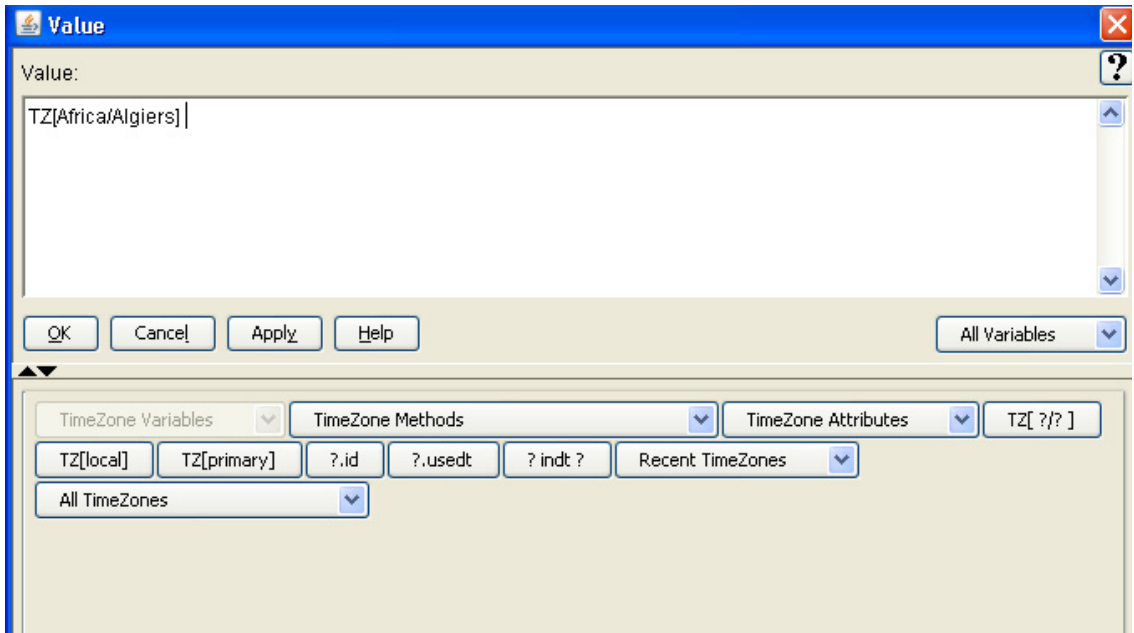 Value
Value:
?
TZ[Africa/Algiers]
OK Cancel Apply Help All Variables
TimeZone Variables TimeZone Methods TimeZone Attributes TZ[ ?/? ]
TZ[local] TZ[primary] ?.id ?.usedt ? indt ? Recent TimeZones
All TimeZones